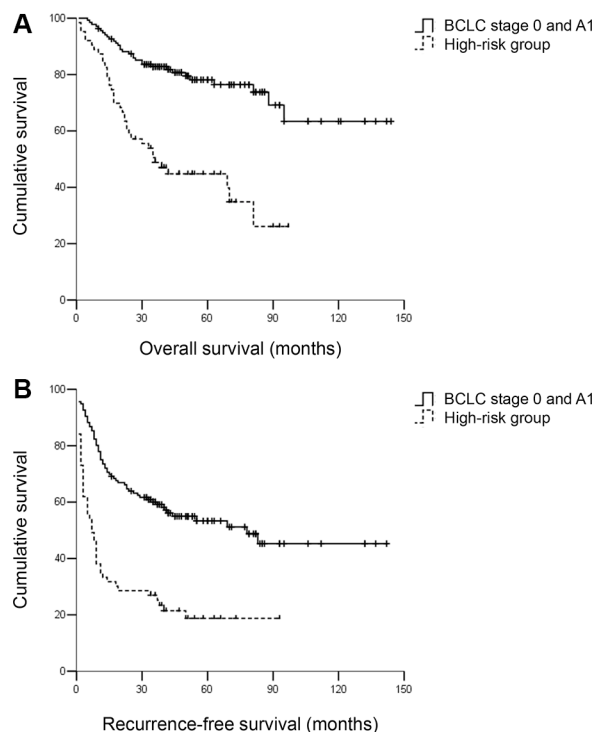 A
BCLC stage 0 and A1
High-risk group
Cumulative survival
100
80
60
40
20
0
0 30 60 90 120 150
Overall survival (months)
B
BCLC stage 0 and A1
High-risk group
Cumulative survival
100
80
60
40
20
0
0 30 60 90 120 150
Recurrence-free survival (months)